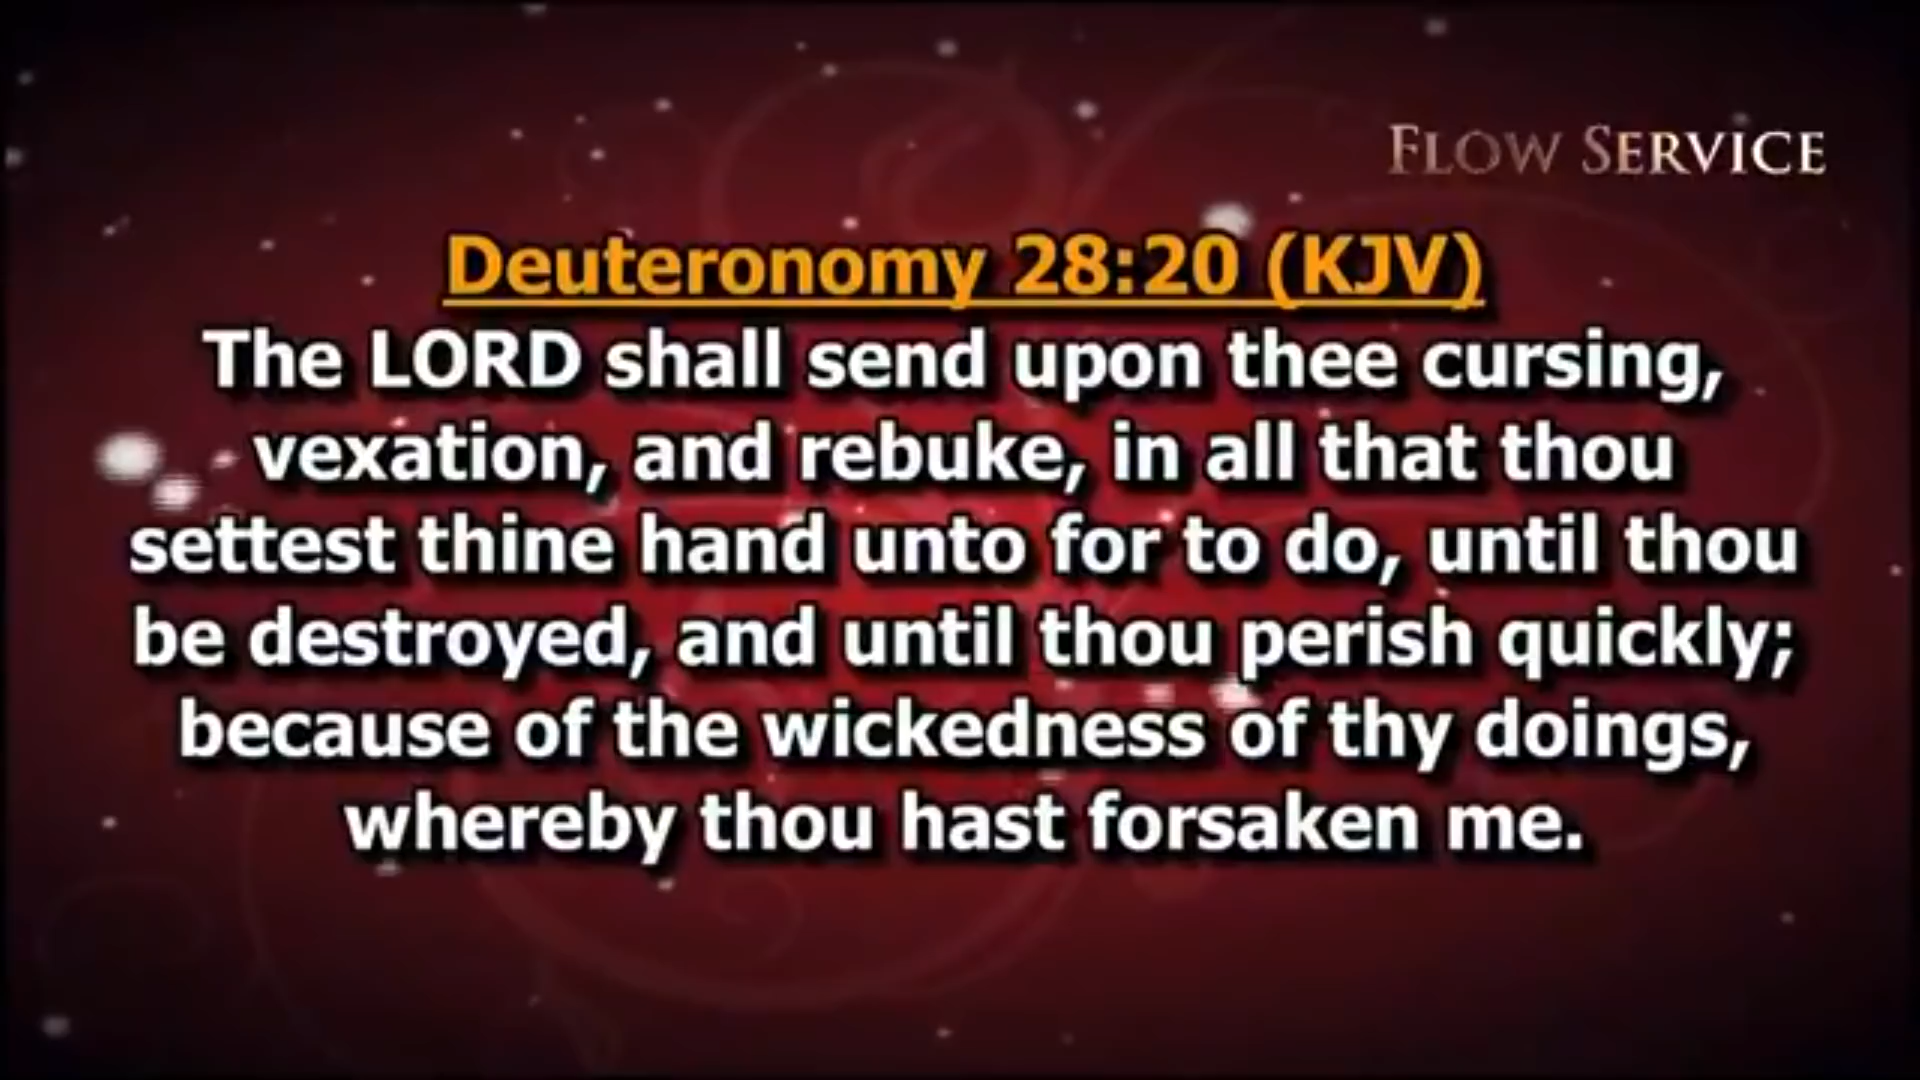 FLOW SERVICE
Deuteronomy 28:20 (KJV)
The LORD shall send upon thee cursing,
vexation, and rebuke, in all that thou
settest thine hand unto for to do, until thou
be destroyed, and until thou perish quickly;
because of the wickedness of thy doings,
whereby thou hast forsaken me.